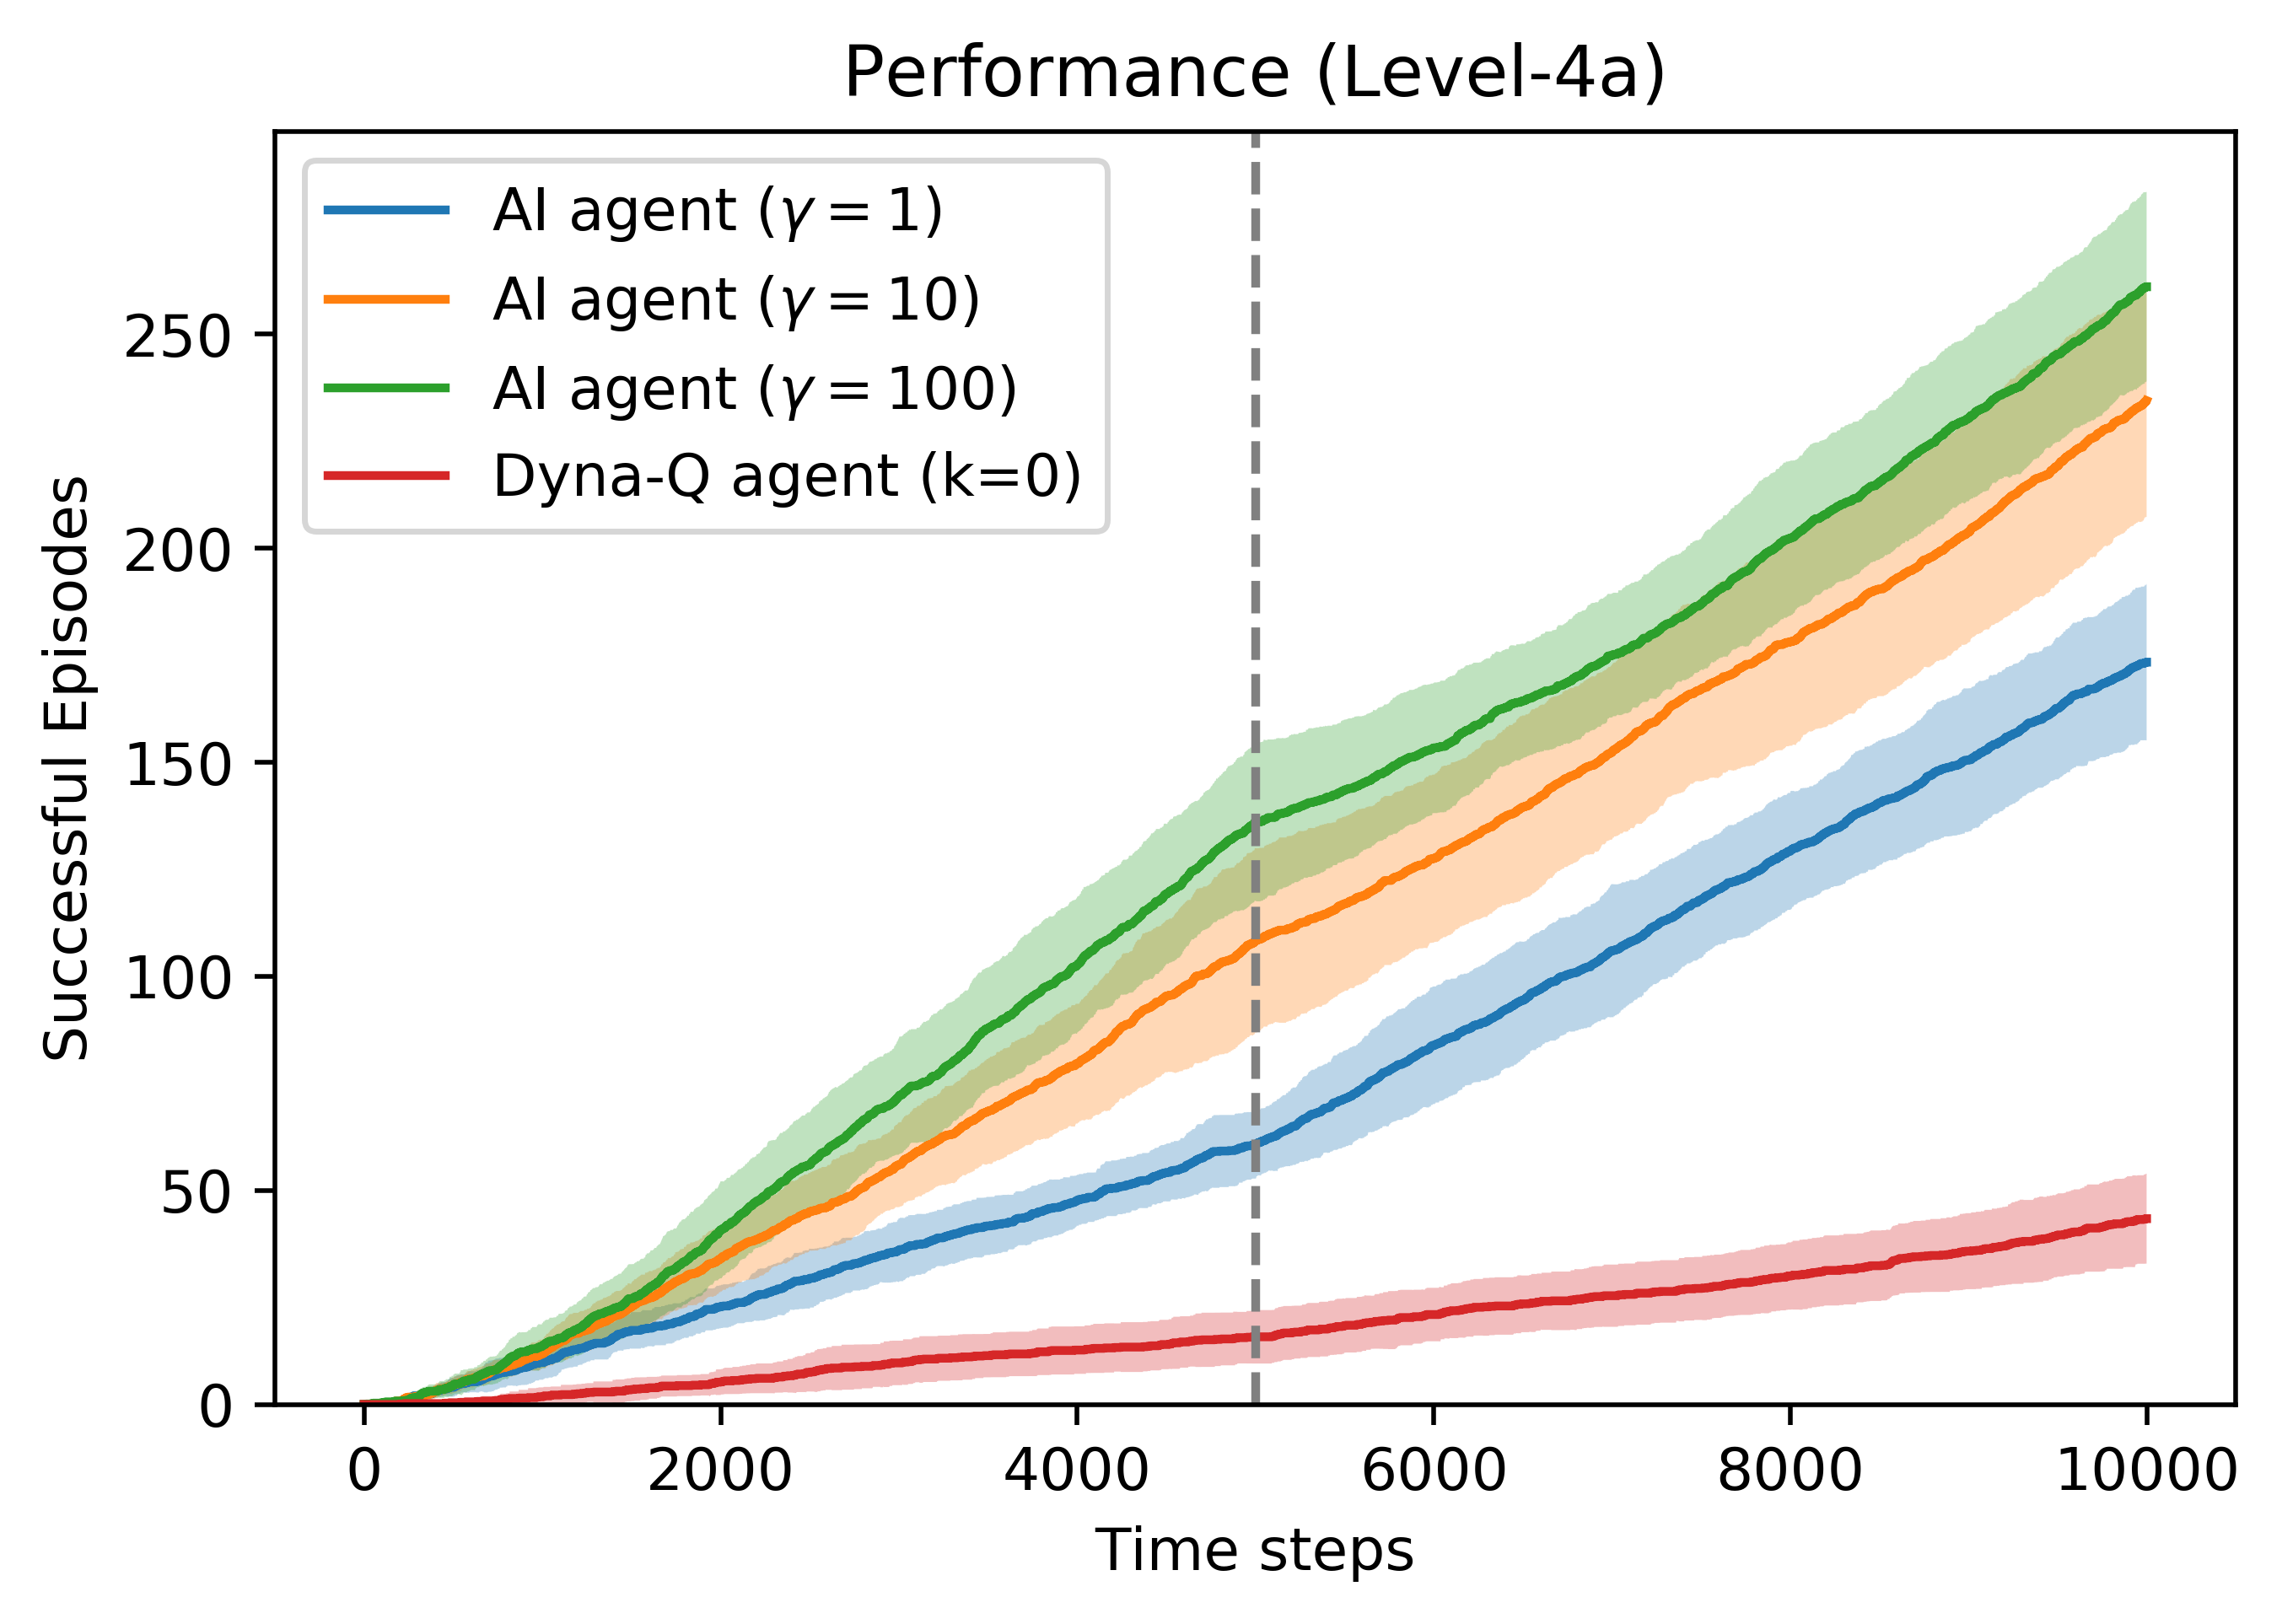 Performance (Level-4a)
AI agent (γ = 1)
AI agent (γ = 10)
AI agent (γ = 100)
Dyna-Q agent (k=0)
Successful Episodes
250
200
150
100
50
0
0 2000 4000 6000 8000 10000
Time steps